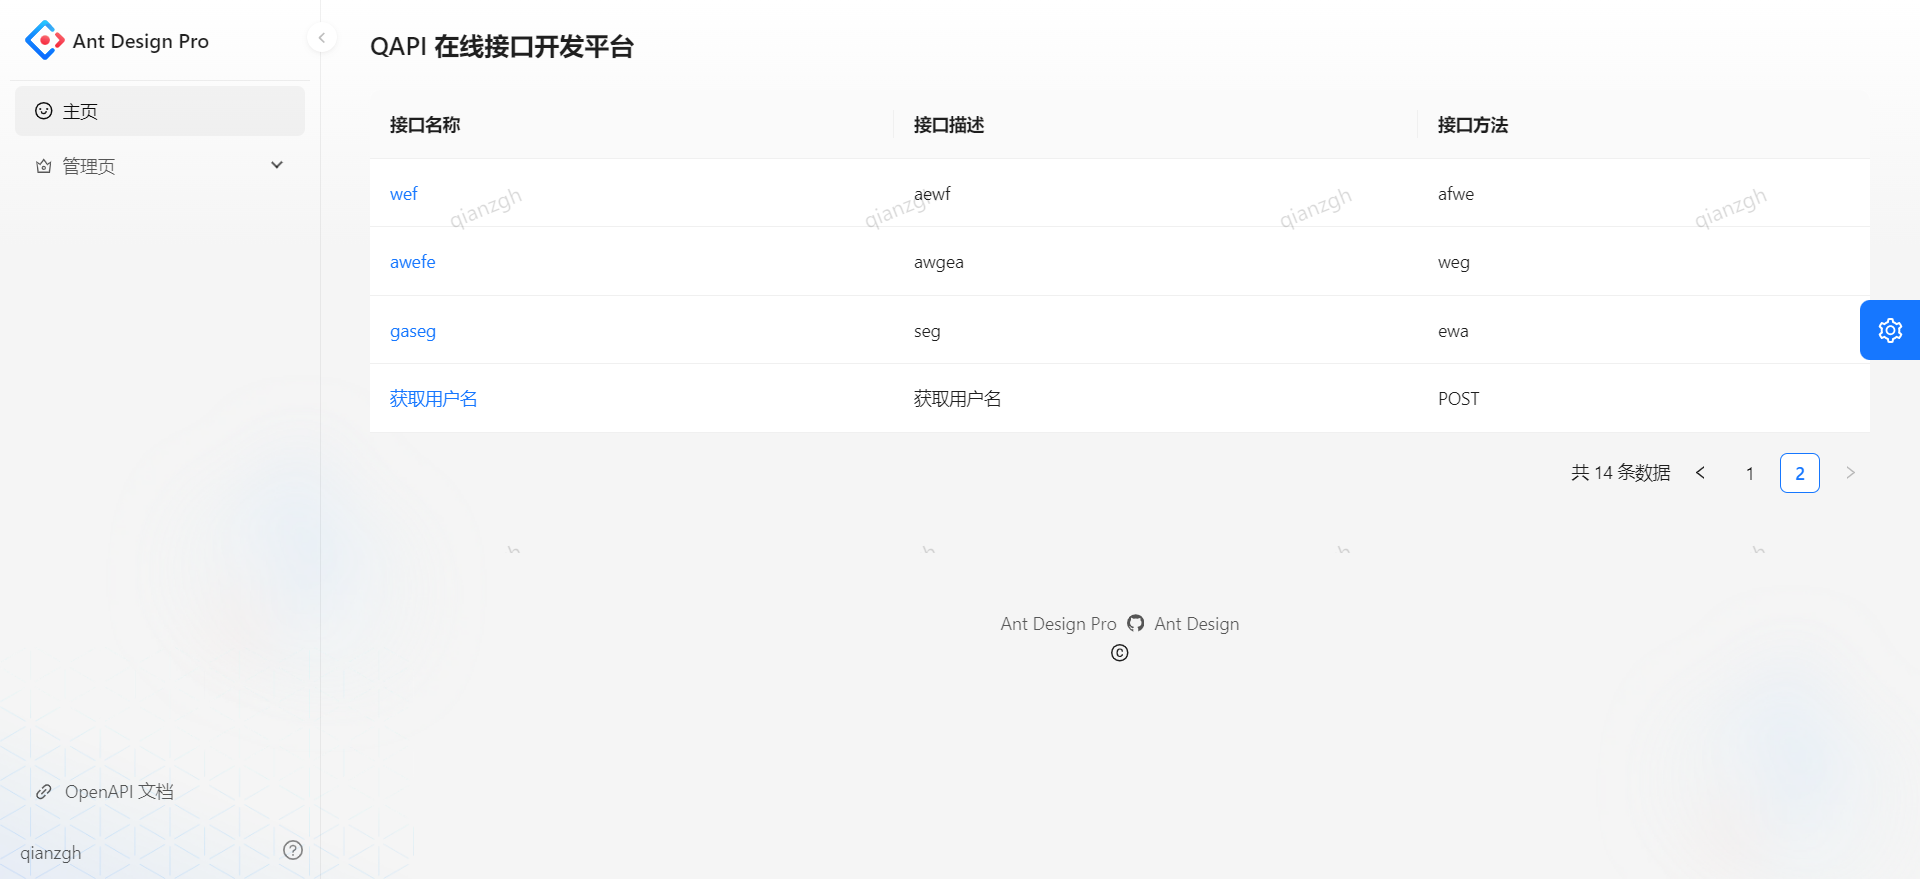 Ant Design Pro
主页
管理页
OpenAPI 文档
qianzgh
QAPI 在线接口开发平台
接口名称 接口描述 接口方法
wef aewf afwe
qianzgh qianzgh qianzgh qianzgh
awefe awgea weg
gaseg seg ewa
获取用户名 获取用户名 POST
共 14 条数据 < 1 2 >
Ant Design Pro Ant Design
©